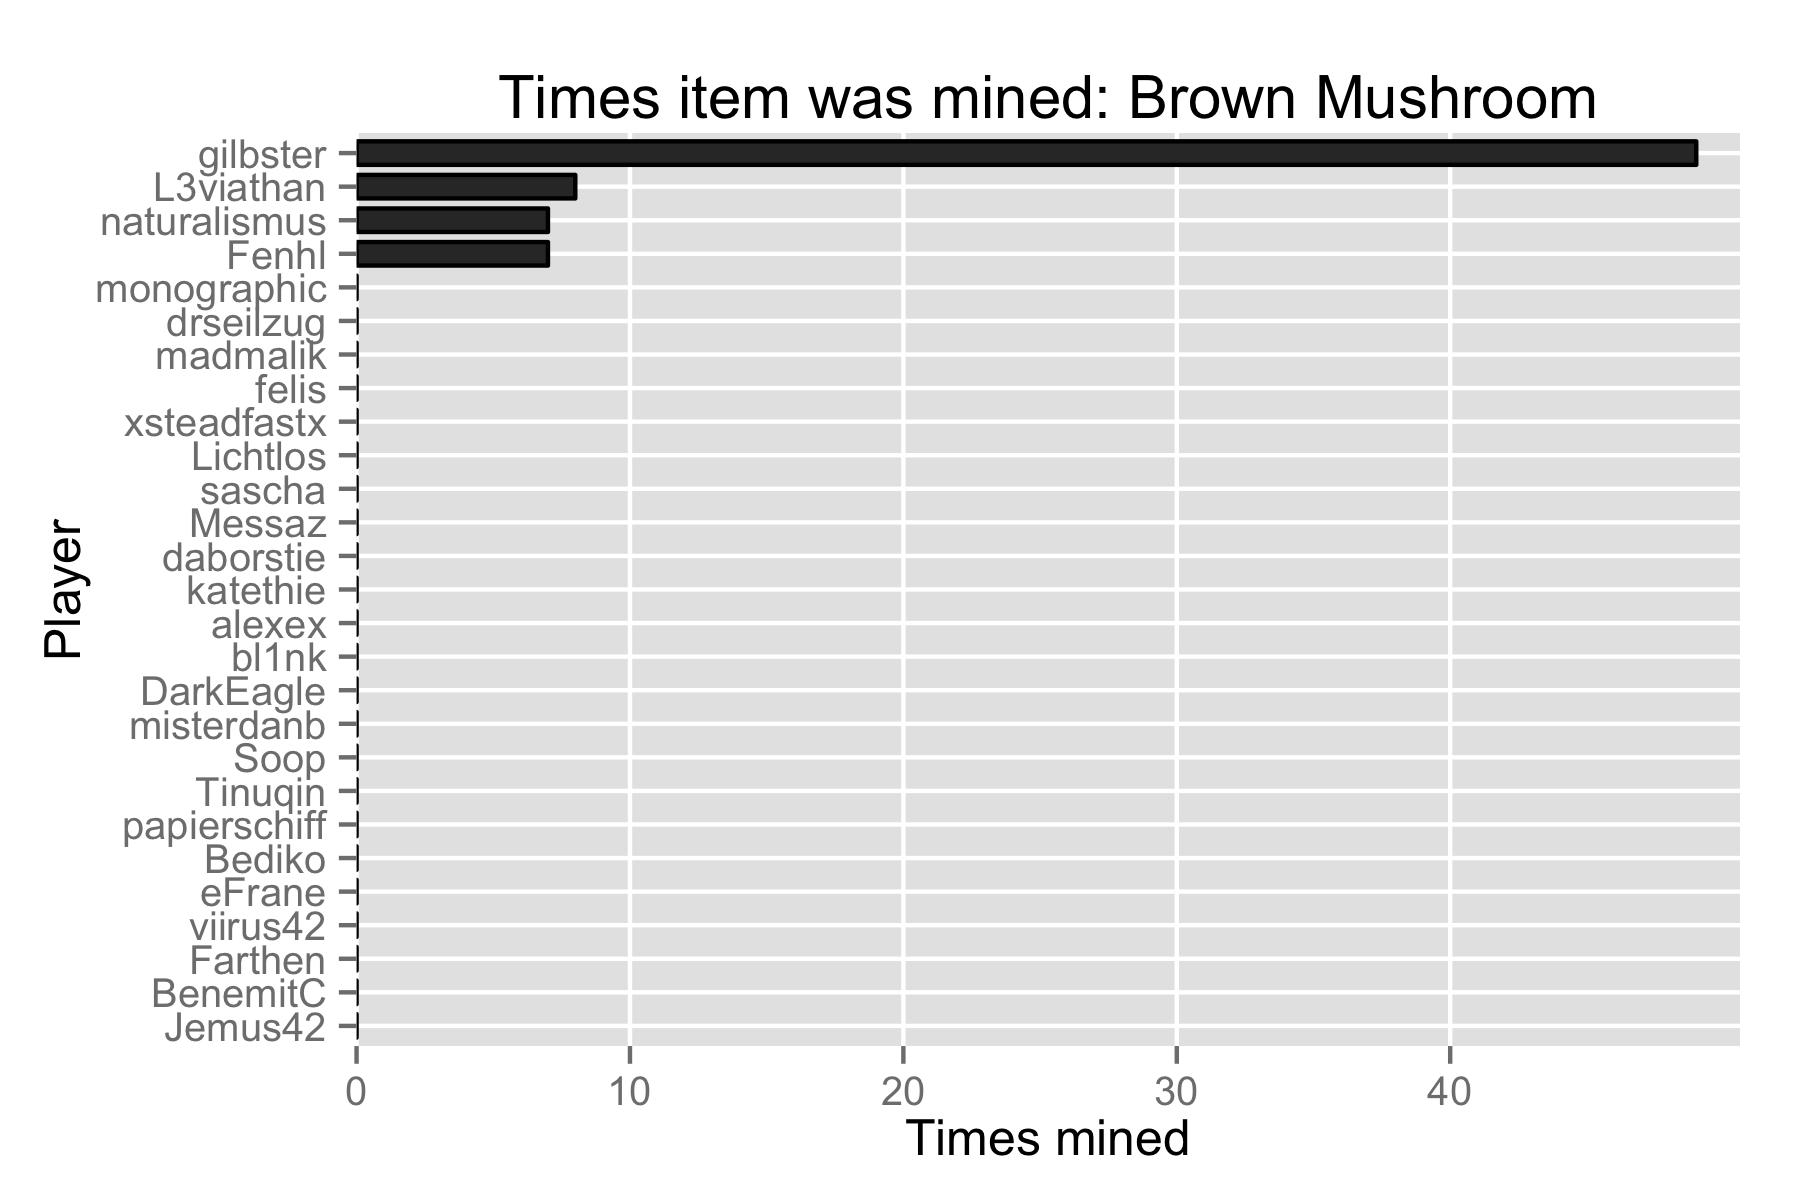 Times item was mined: Brown Mushroom
gilbster
L3viathan
naturalismus
Fenhl
monographic
drseilzug
madmalik
felis
xsteadfastx
Lichtlos
sascha
Messaz
daborstie
katethie
alexex
bl1nk
DarkEagle
misterdanb
Soop
Tinuqin
papierschiff
Bediko
eFrane
viirus42
Farthen
BenemitC
Jemus42
Player
0 10 20 30 40
Times mined